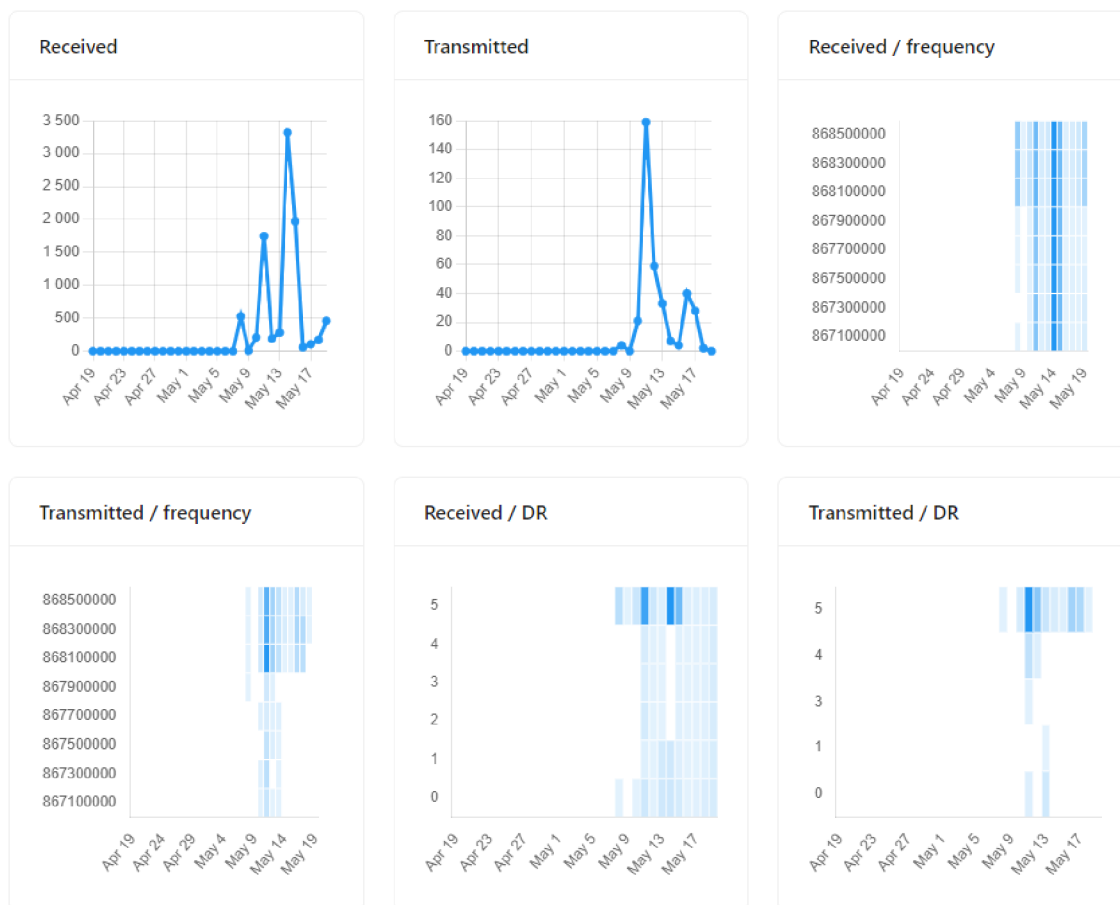 Received
3 500
3 000
2 500
2 000
1 500
1 000
500
0
Apr 19
Apr 23
Apr 27
May 1
May 5
May 9
May 13
May 17
Transmitted
160
140
120
100
80
60
40
20
0
Apr 19
Apr 23
Apr 27
May 1
May 5
May 9
May 13
May 17
Received / frequency
868500000
868300000
868100000
867900000
867700000
867500000
867300000
867100000
Apr 19
Apr 24
Apr 29
May 4
May 9
May 14
May 19
Transmitted / frequency
868500000
868300000
868100000
867900000
867700000
867500000
867300000
867100000
Apr 19
Apr 24
Apr 29
May 4
May 9
May 14
May 19
Received / DR
5
4
3
2
1
0
Apr 19
Apr 23
Apr 27
May 1
May 5
May 9
May 13
May 17
Transmitted / DR
5
4
3
1
0
Apr 19
Apr 23
Apr 27
May 1
May 5
May 9
May 13
May 17